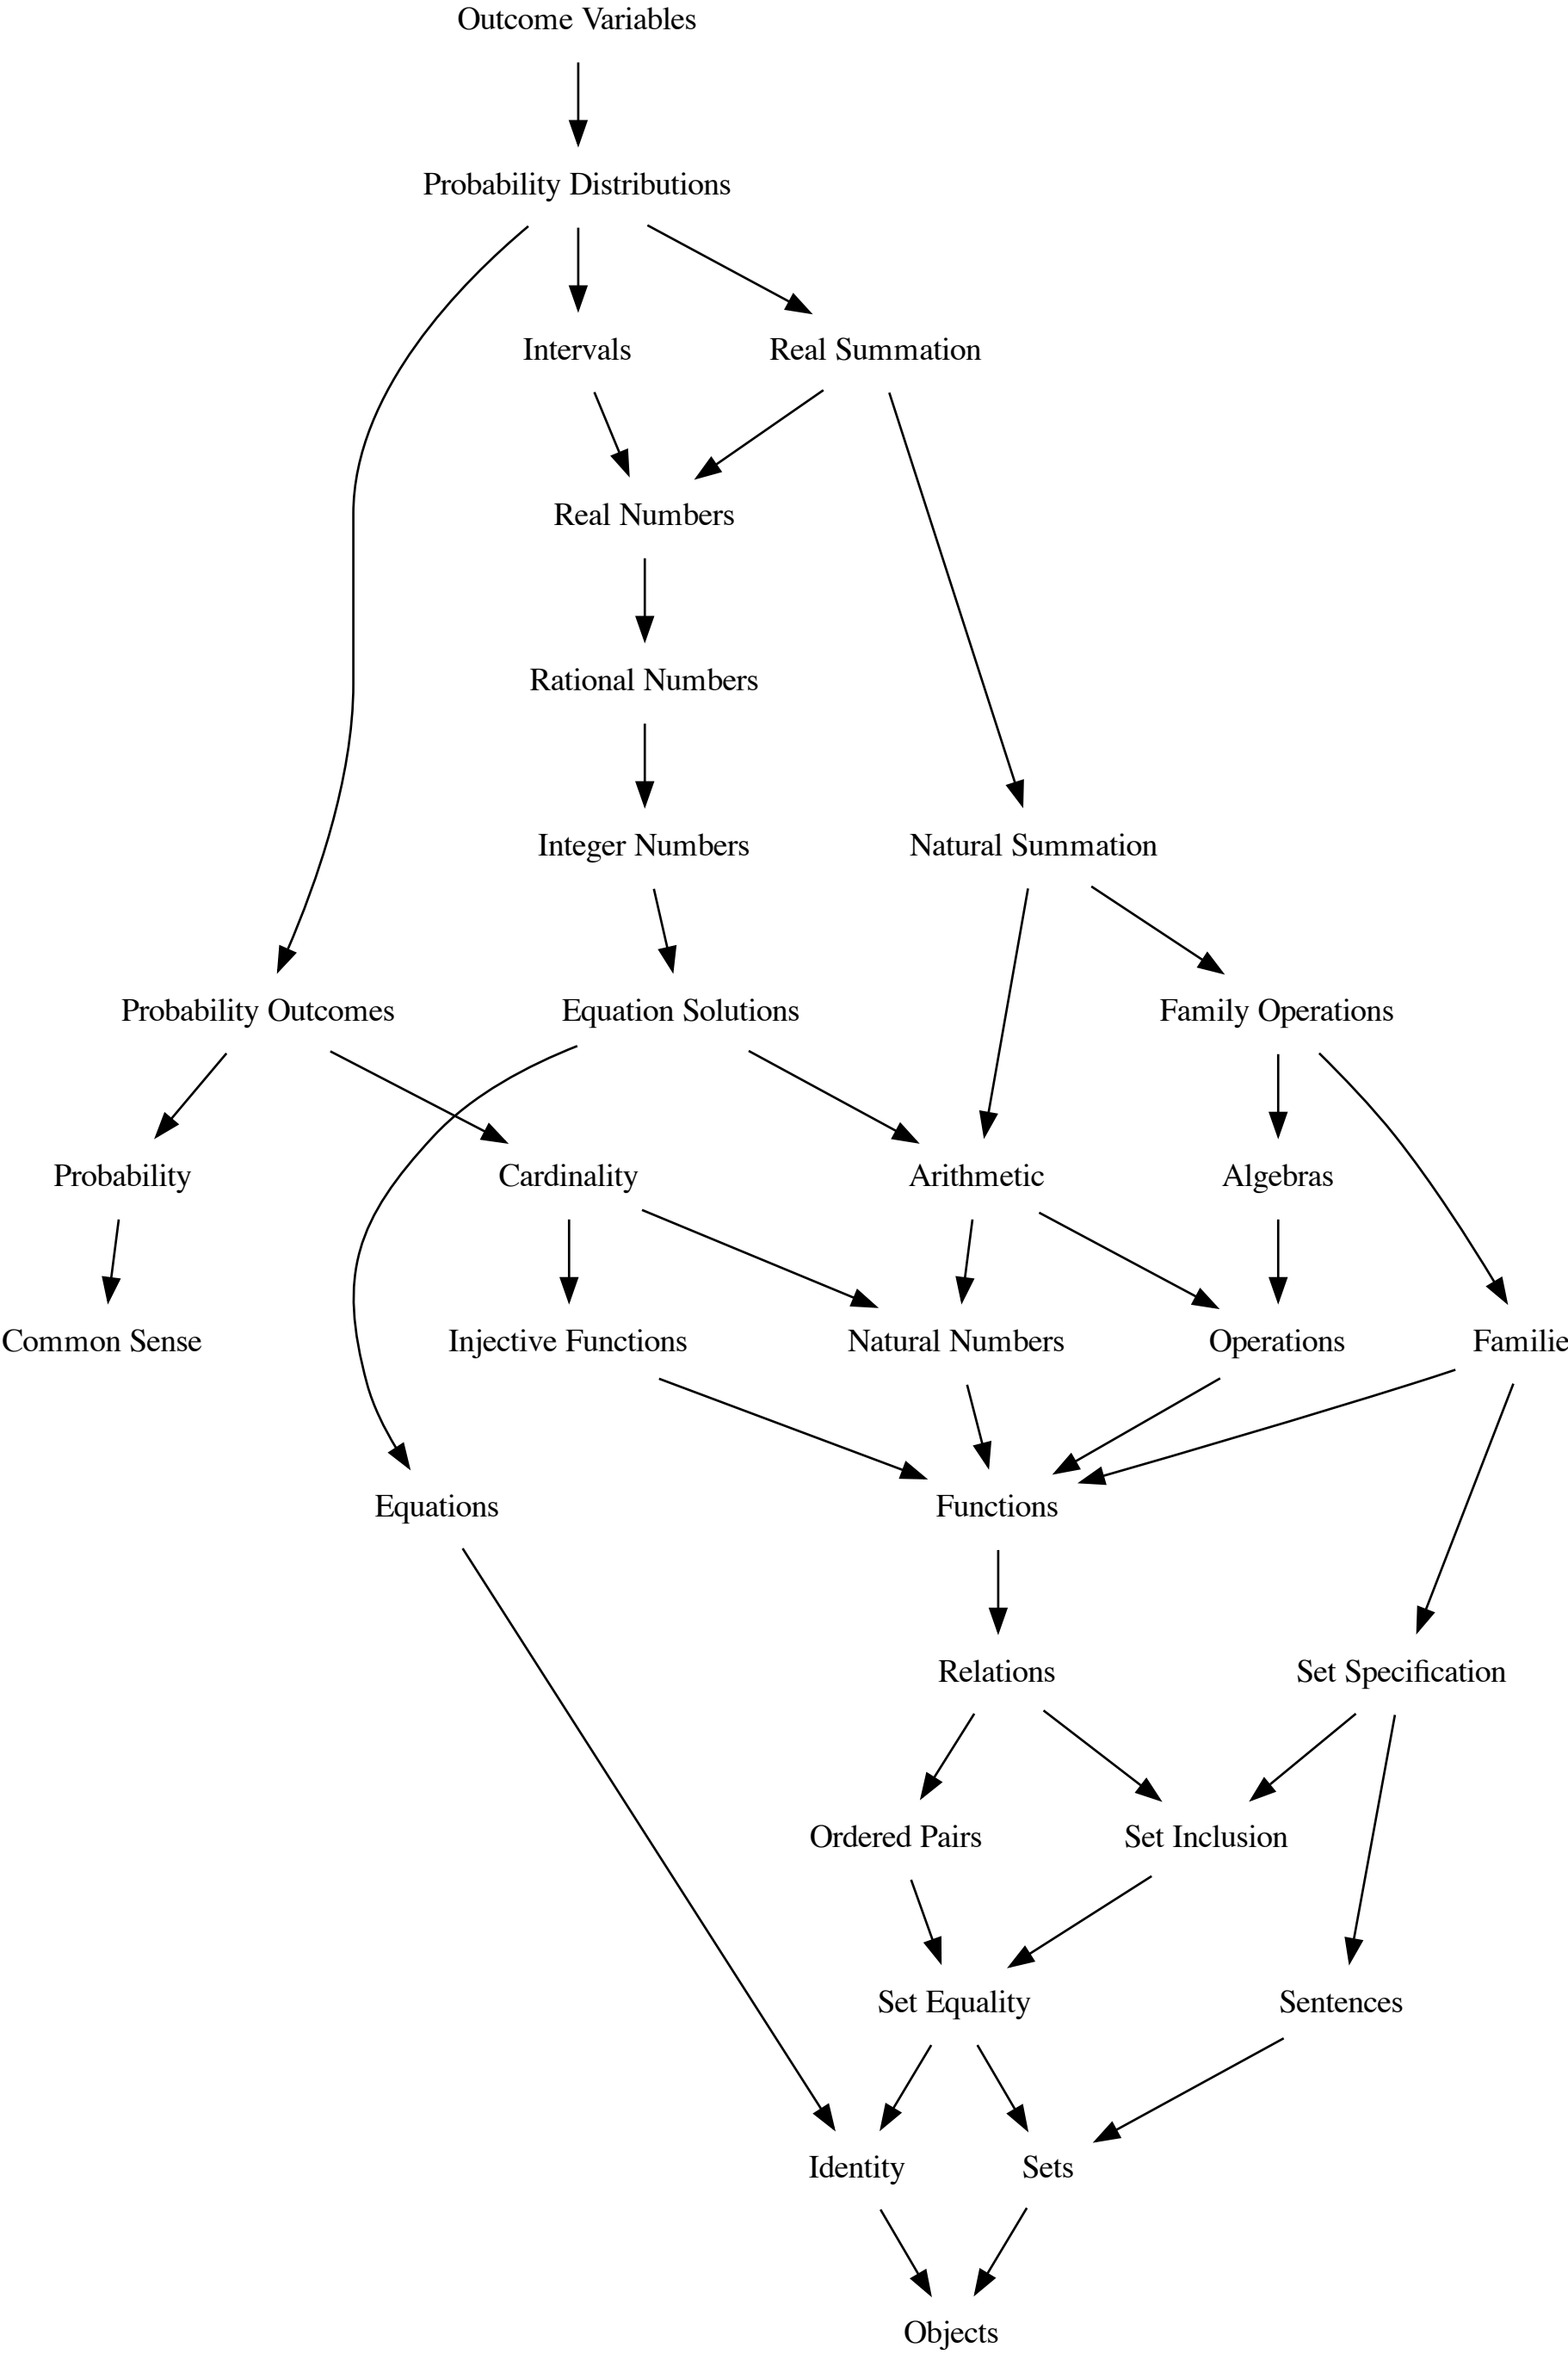 Outcome Variables
Probability Distributions
Intervals
Real Summation
Real Numbers
Rational Numbers
Integer Numbers
Natural Summation
Probability Outcomes
Equation Solutions
Family Operations
Probability
Cardinality
Arithmetic
Algebras
Common Sense
Injective Functions
Natural Numbers
Operations
Familie
Equations
Functions
Relations
Set Specification
Ordered Pairs
Set Inclusion
Set Equality
Sentences
Identity
Sets
Objects